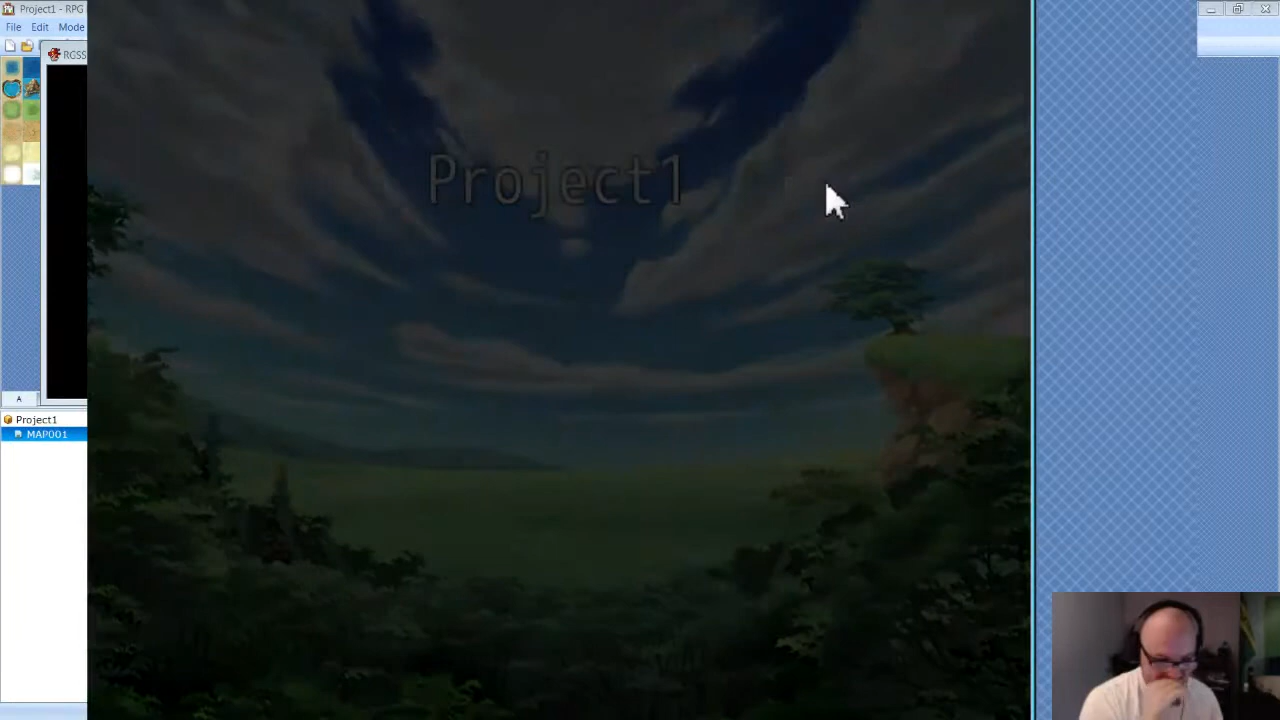 Project1 - RPG
File Edit Mode
RGSS
Project1
A
Project1
MAP001